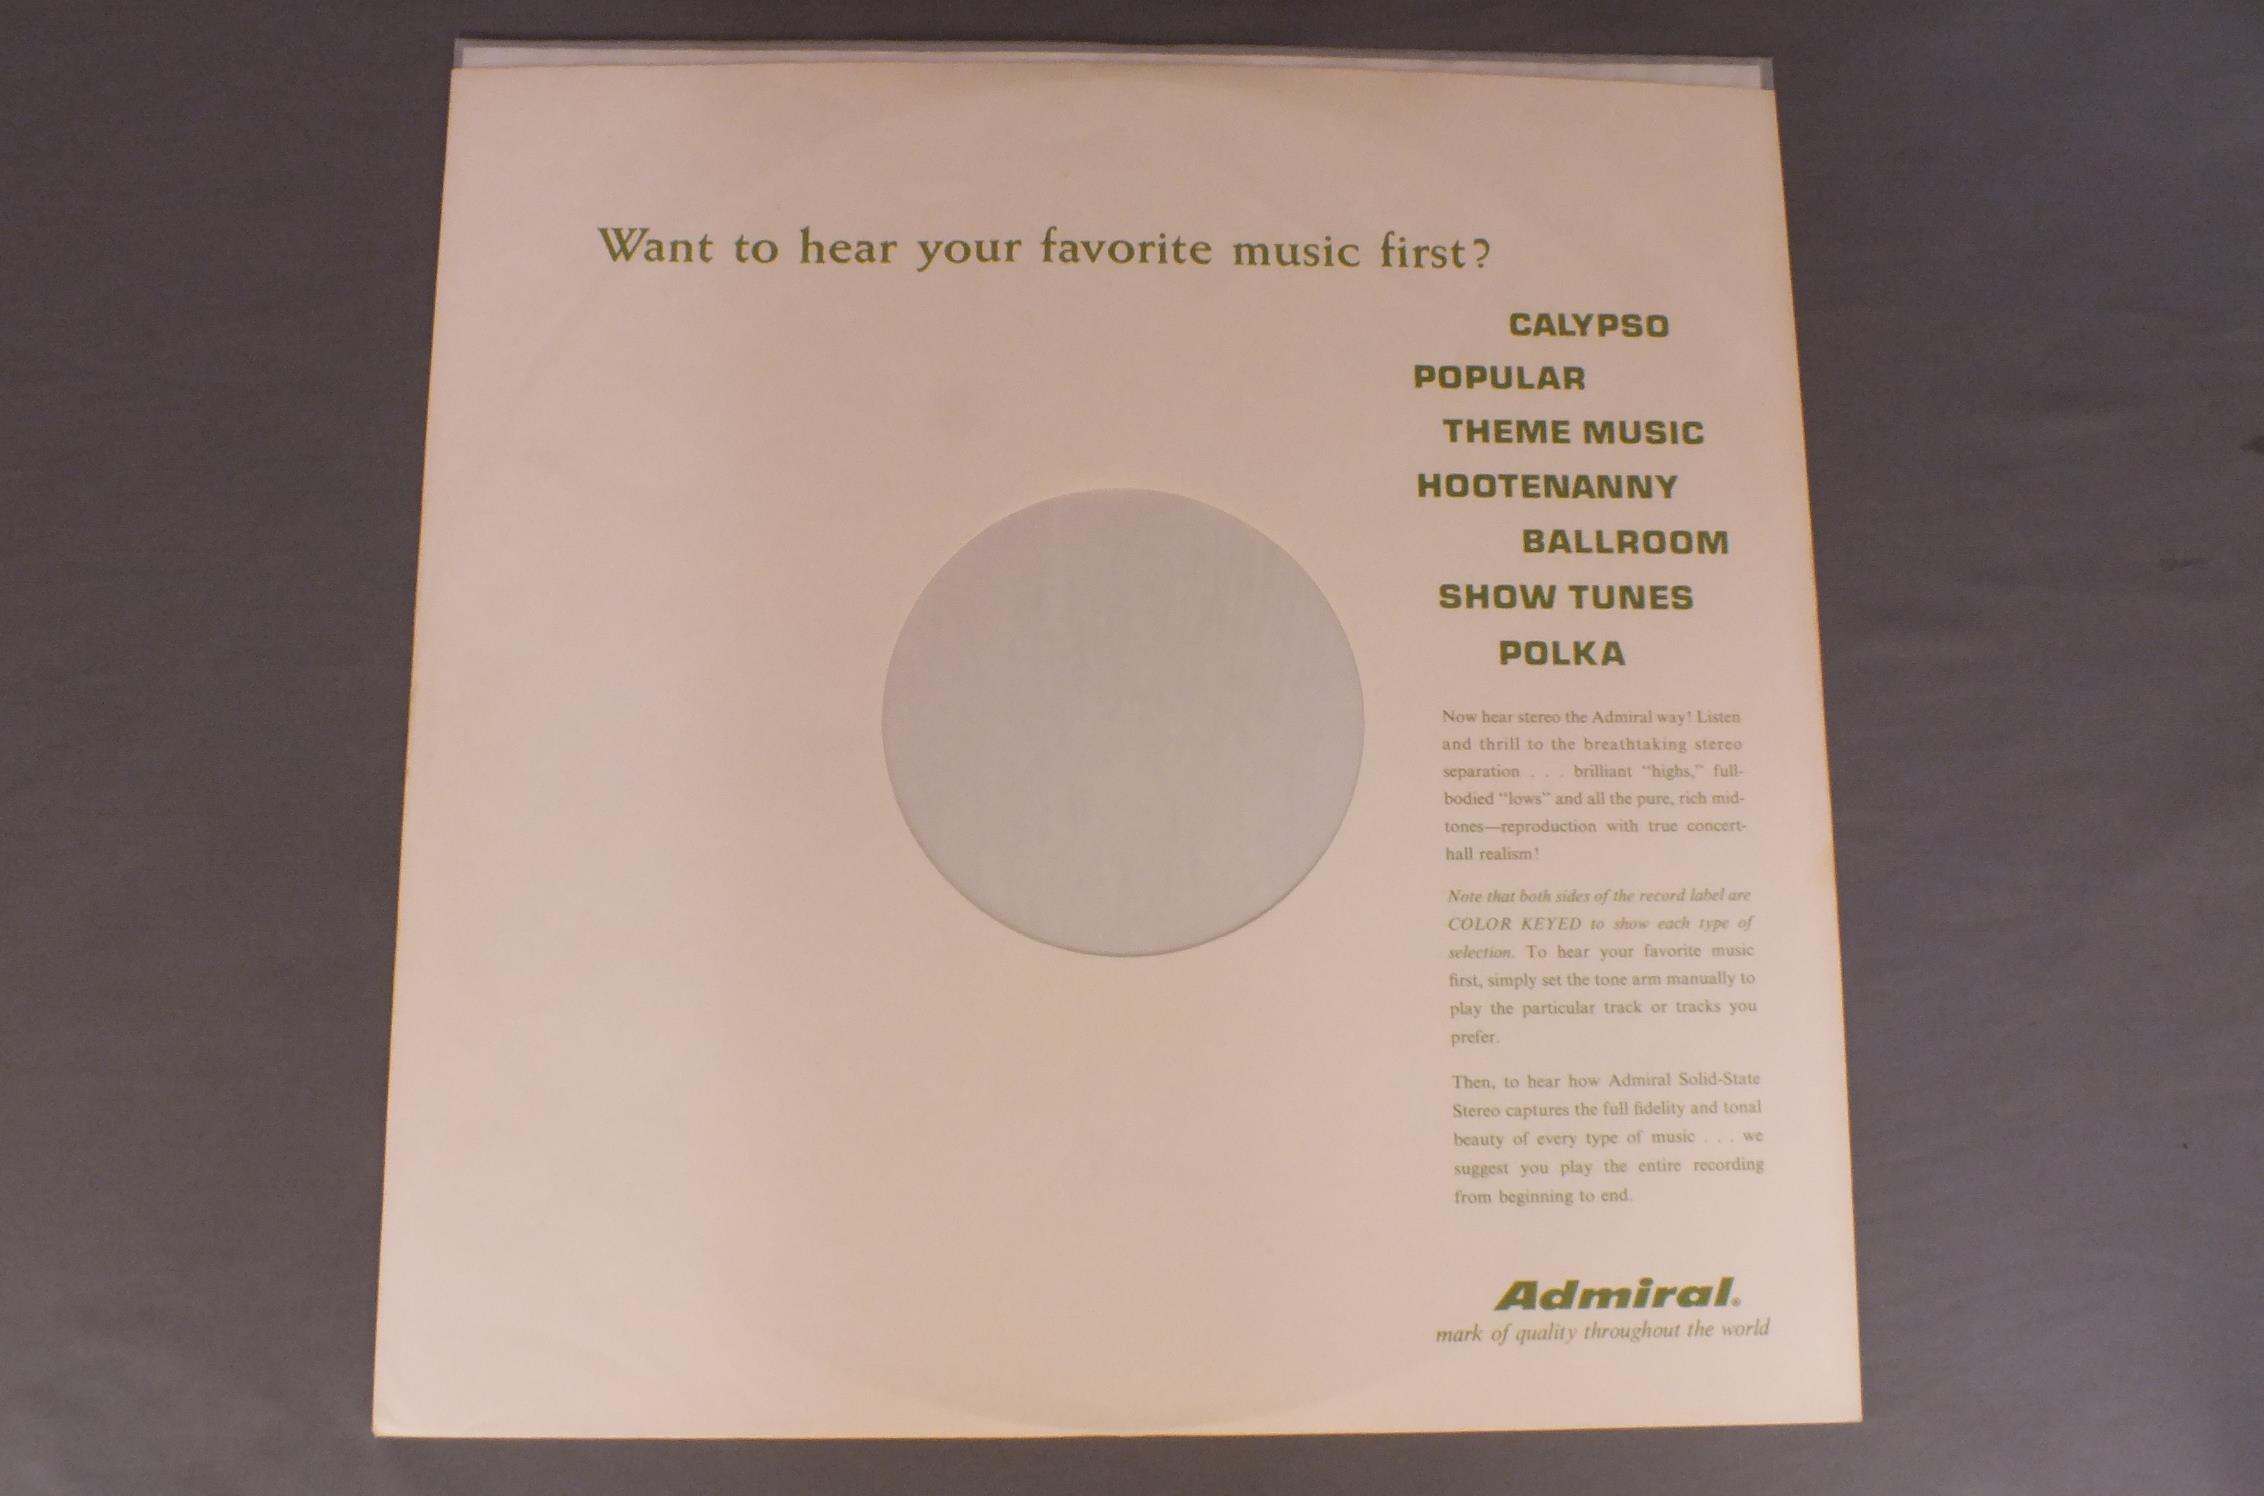 Want to hear your favorite music first?
CALYPSO
POPULAR
THEME MUSIC
HOOTENANNY
BALLROOM
SHOW TUNES
POLKA
Now hear stereo the Admiral way! Listen
and thrill to the breathtaking stereo
separation . . . brilliant “highs,” full-
bodied “lows” and all the pure, rich mid-
tones—reproduction with true concert-
hall realism!
Note that both sides of the record label are
COLOR KEYED to show each type of
selection. To hear your favorite music
first, simply set the tone arm manually to
play the particular track or tracks you
prefer.
Then, to hear how Admiral Solid-State
Stereo captures the full fidelity and tonal
beauty of every type of music . . . we
suggest you play the entire recording
from beginning to end.
Admiral®
mark of quality throughout the world